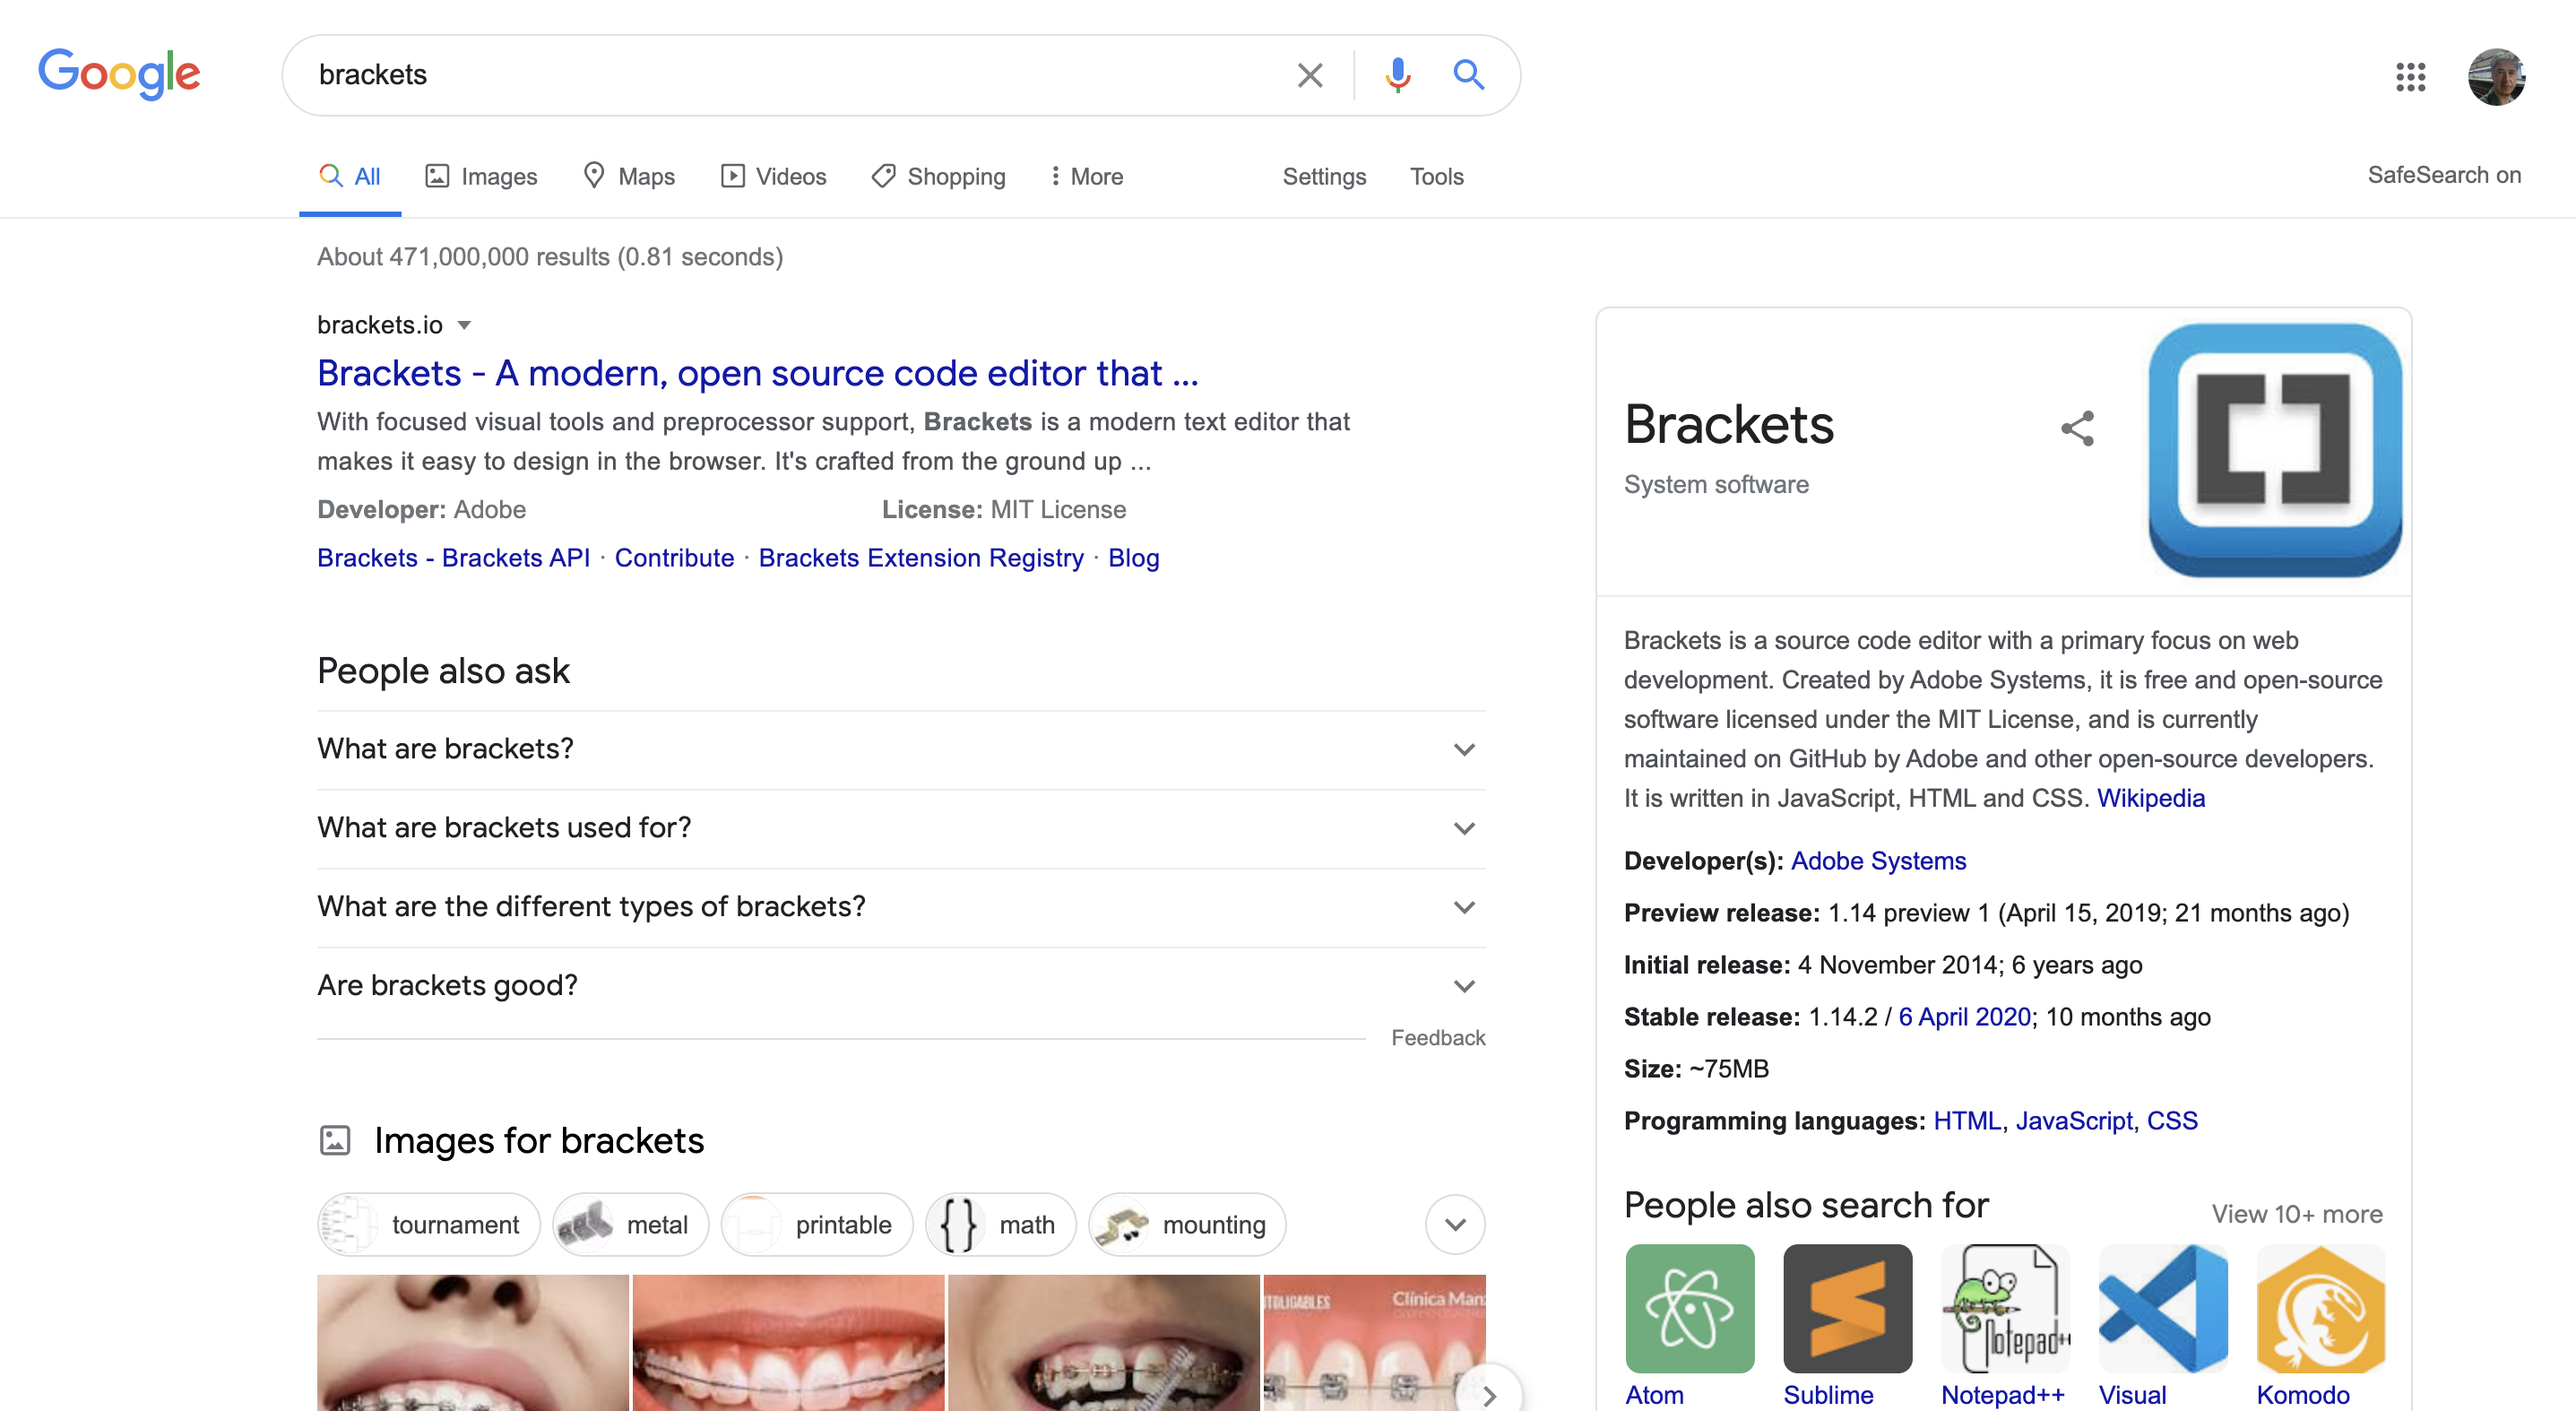 Google
brackets
All
Images
Maps
Videos
Shopping
More
Settings
Tools
SafeSearch on
About 471,000,000 results (0.81 seconds)
brackets.io
Brackets - A modern, open source code editor that ...
With focused visual tools and preprocessor support, Brackets is a modern text editor that
makes it easy to design in the browser. It's crafted from the ground up ...
Developer: Adobe
License: MIT License
Brackets - Brackets API · Contribute · Brackets Extension Registry · Blog
People also ask
What are brackets?
What are brackets used for?
What are the different types of brackets?
Are brackets good?
Feedback
Images for brackets
tournament
metal
printable
{ }
math
mounting
Clínica
Brackets
System software
Brackets is a source code editor with a primary focus on web
development. Created by Adobe Systems, it is free and open-source
software licensed under the MIT License, and is currently
maintained on GitHub by Adobe and other open-source developers.
It is written in JavaScript, HTML and CSS. Wikipedia
Developer(s): Adobe Systems
Preview release: 1.14 preview 1 (April 15, 2019; 21 months ago)
Initial release: 4 November 2014; 6 years ago
Stable release: 1.14.2 / 6 April 2020; 10 months ago
Size: ~75MB
Programming languages: HTML, JavaScript, CSS
People also search for
View 10+ more
Notepad++
Atom
Sublime
Notepad++
Visual
Komodo